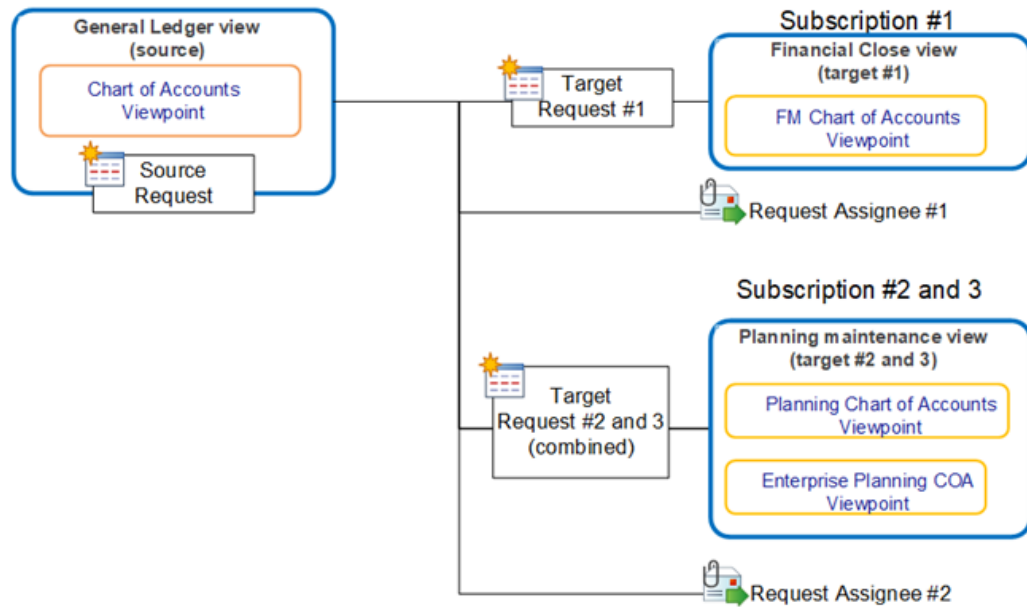 General Ledger view
(source)
Chart of Accounts
Viewpoint
Source
Request
Target
Request #1
Subscription #1
Financial Close view
(target #1)
FM Chart of Accounts
Viewpoint
Request Assignee #1
Subscription #2 and 3
Target
Request #2 and 3
(combined)
Planning maintenance view
(target #2 and 3)
Planning Chart of Accounts
Viewpoint
Enterprise Planning COA
Viewpoint
Request Assignee #2